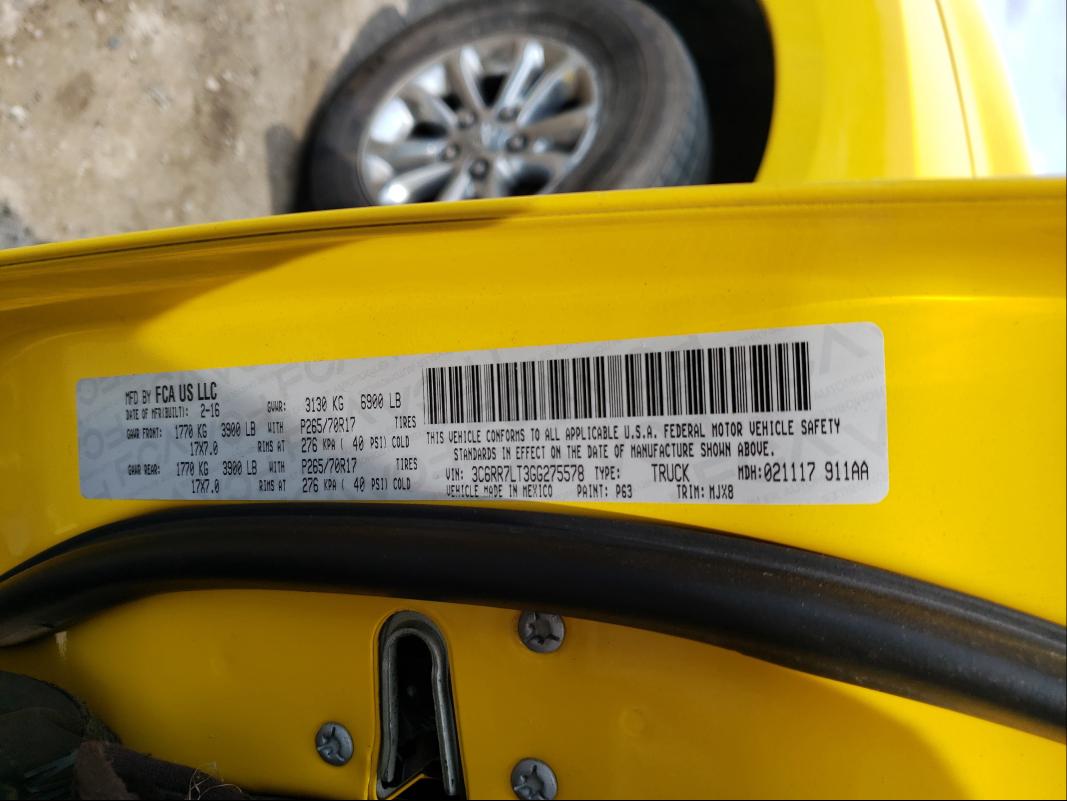 MFD BY FCA US LLC
DATE OF MFR(BUILT): 2-16 GVWR: 3130 KG 6900 LB
GAWR FRONT: 1770 KG 3900 LB WITH P265/70R17 TIRES
17X7.0 RIMS AT 276 KPA ( 40 PSI) COLD
GAWR REAR: 1770 KG 3900 LB WITH P265/70R17 TIRES
17X7.0 RIMS AT 276 KPA ( 40 PSI) COLD
THIS VEHICLE CONFORMS TO ALL APPLICABLE U.S.A. FEDERAL MOTOR VEHICLE SAFETY
STANDARDS IN EFFECT ON THE DATE OF MANUFACTURE SHOWN ABOVE.
VIN: 3C6RR7LT3GG275578 TYPE: TRUCK MDH:021117 911AA
VEHICLE MADE IN MEXICO PAINT: P63 TRIM: MJX8